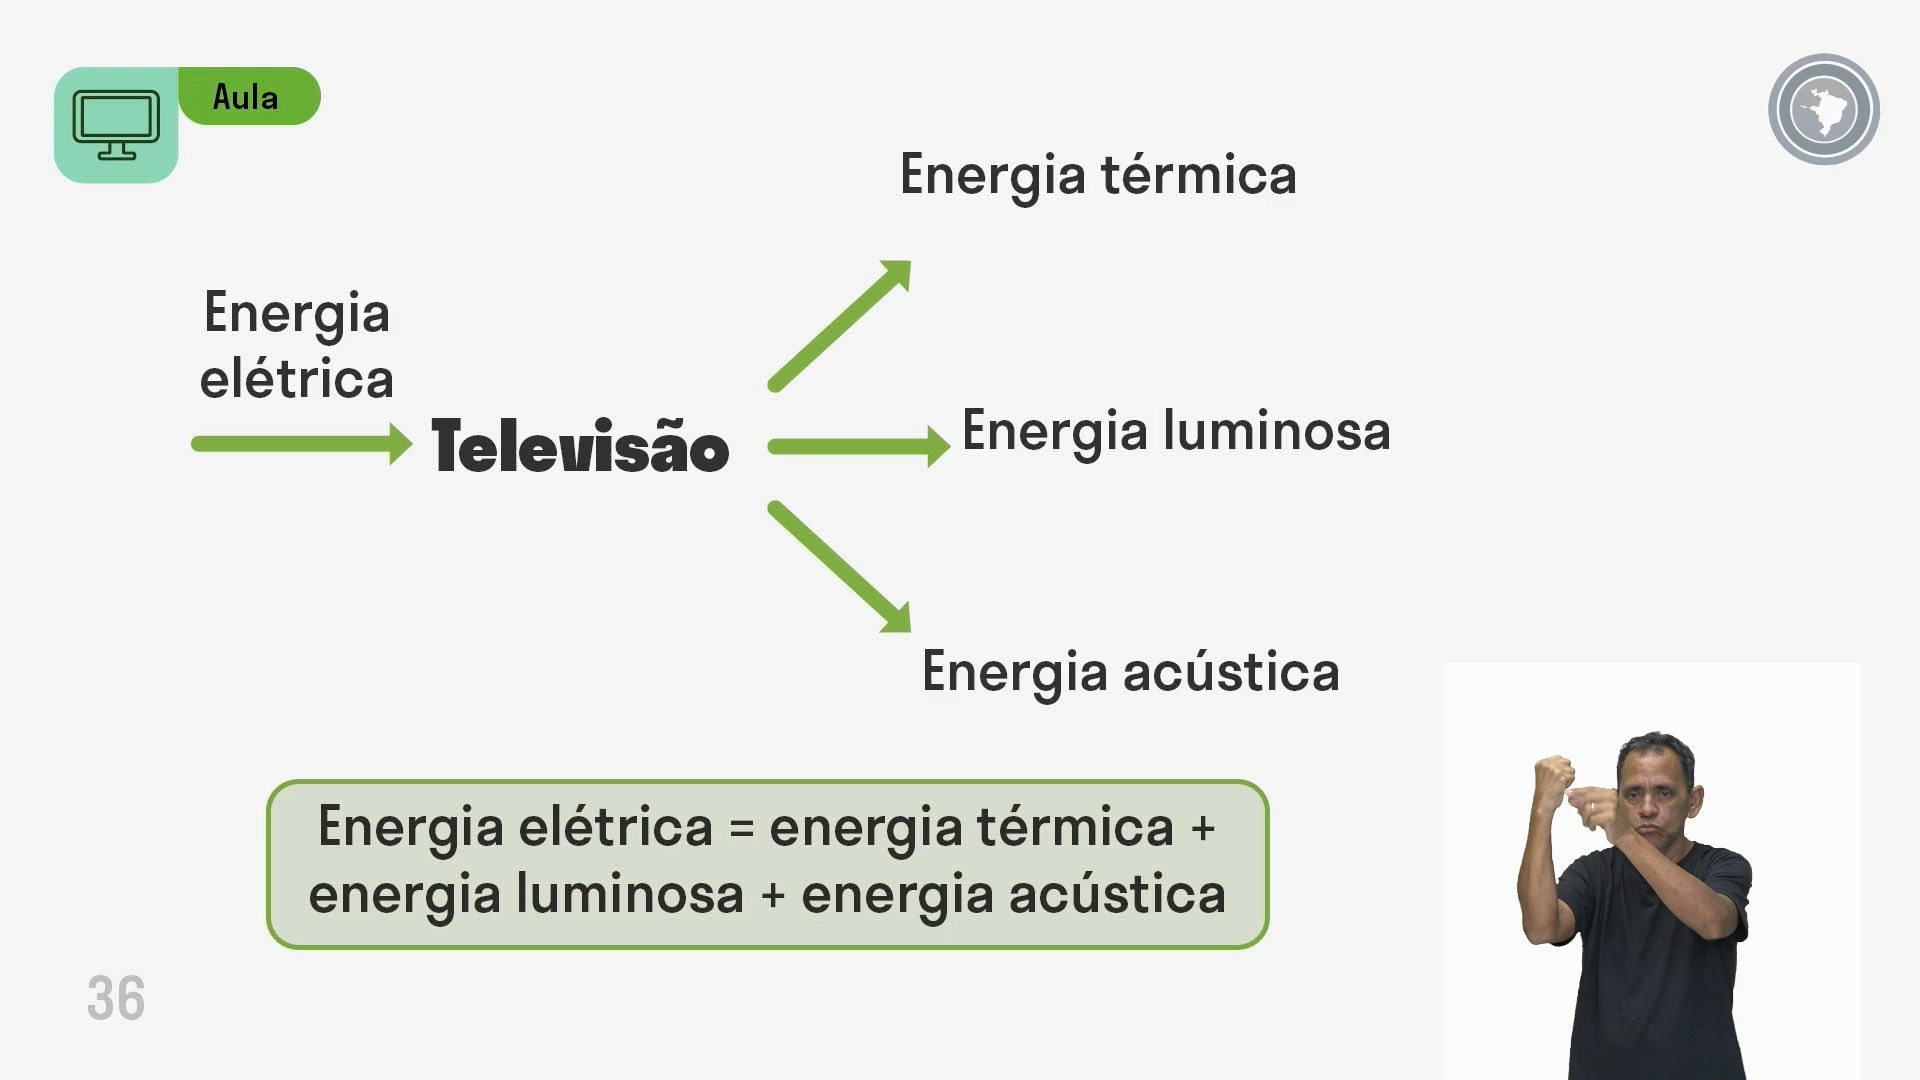 Aula
Energia térmica
Energia
elétrica
Televisão
Energia luminosa
Energia acústica
Energia elétrica = energia térmica +
energia luminosa + energia acústica
36